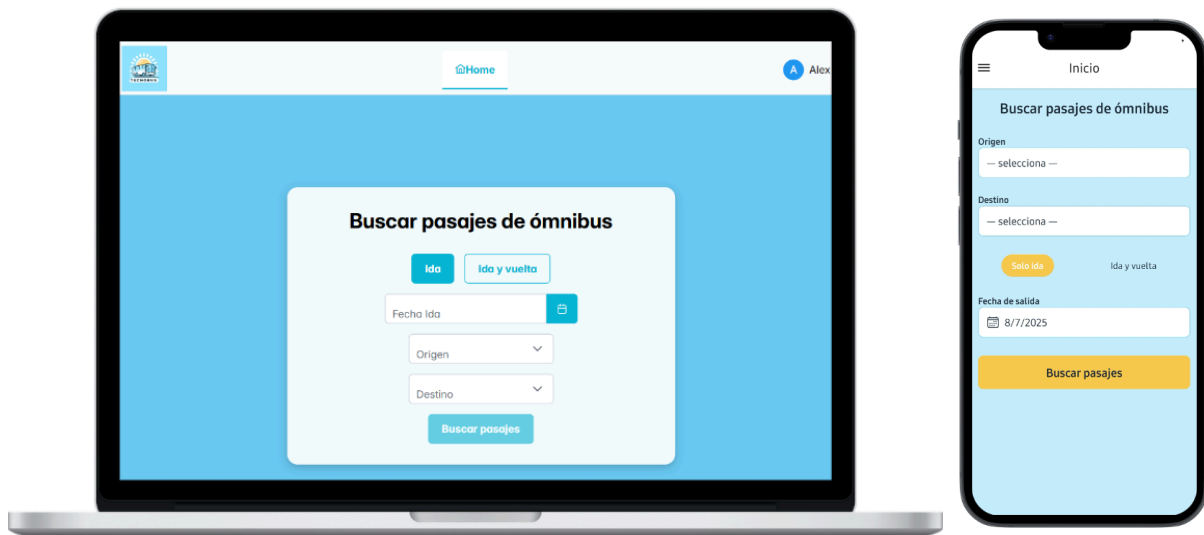 TECNOBUS
Home
A Alex
Buscar pasajes de ómnibus
Ida Ida y vuelta
Fecha Ida
Origen
Destino
Buscar pasajes
Inicio
Buscar pasajes de ómnibus
Origen
— selecciona —
Destino
— selecciona —
Solo ida Ida y vuelta
Fecha de salida
8/7/2025
Buscar pasajes